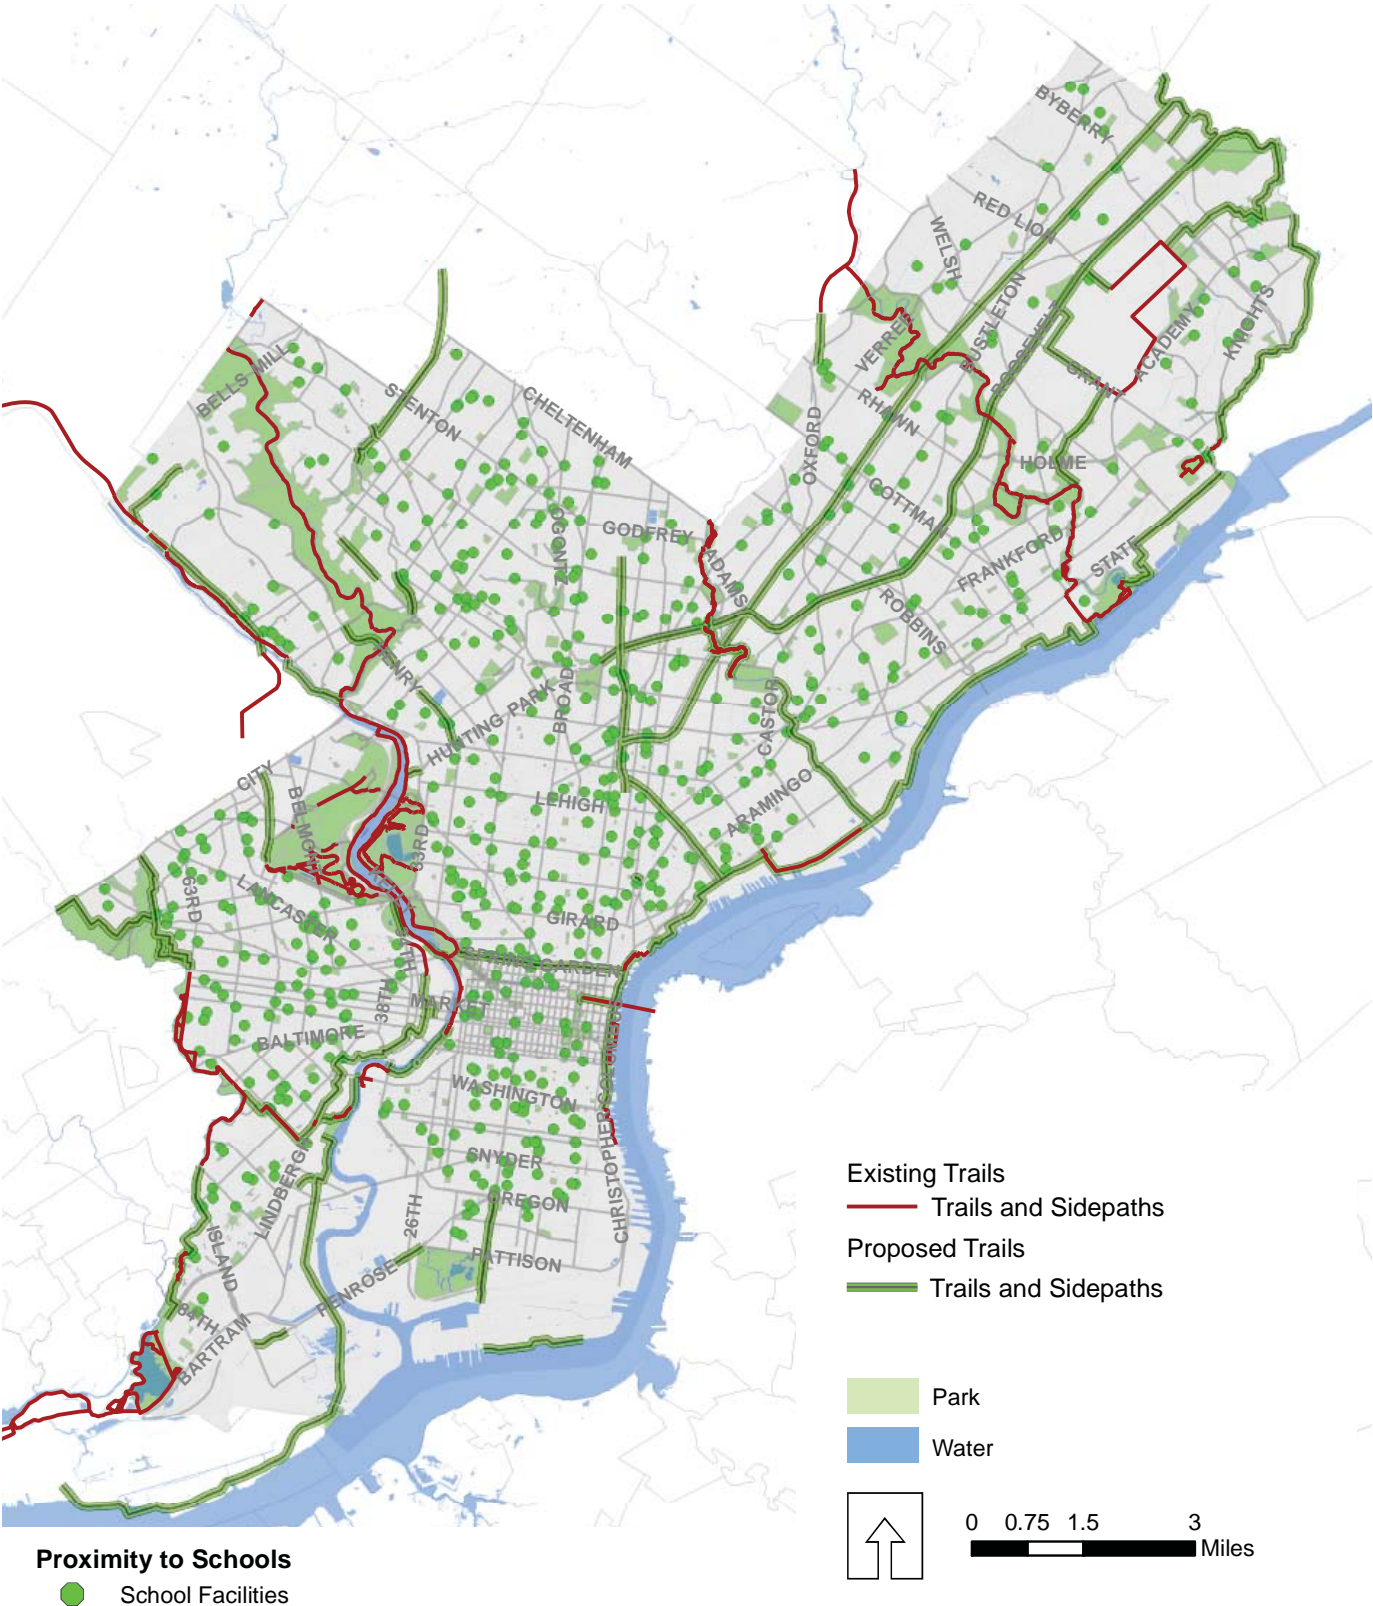 BYBERRY
RED LION
WELSH
BUSTLETON
ROOSEVELT
VERREE
ACADEMY
KNIGHTS
GRANT
RHAWN
OXFORD
HOLME
COTTMAN
FRANKFORD
STATE
ROBBINS
BELLS MILL
STENTON
CHELTENHAM
OGONTZ
GODFREY
ADAMS
HENRY
HUNTING PARK
BROAD
CASTOR
CITY
BELMONT
LEHIGH
ARAMINGO
33RD
63RD
LANCASTER
KELLY
GIRARD
SPRING GARDEN
38TH
MARKET
BALTIMORE
WASHINGTON
CHRISTOPHER COLUMBUS
SNYDER
LINDBERGH
OREGON
26TH
ISLAND
PATTISON
PENROSE
84TH
BARTRAM
Existing Trails
Trails and Sidepaths
Proposed Trails
Trails and Sidepaths
Park
Water
0 0.75 1.5 3
Miles
Proximity to Schools
School Facilities